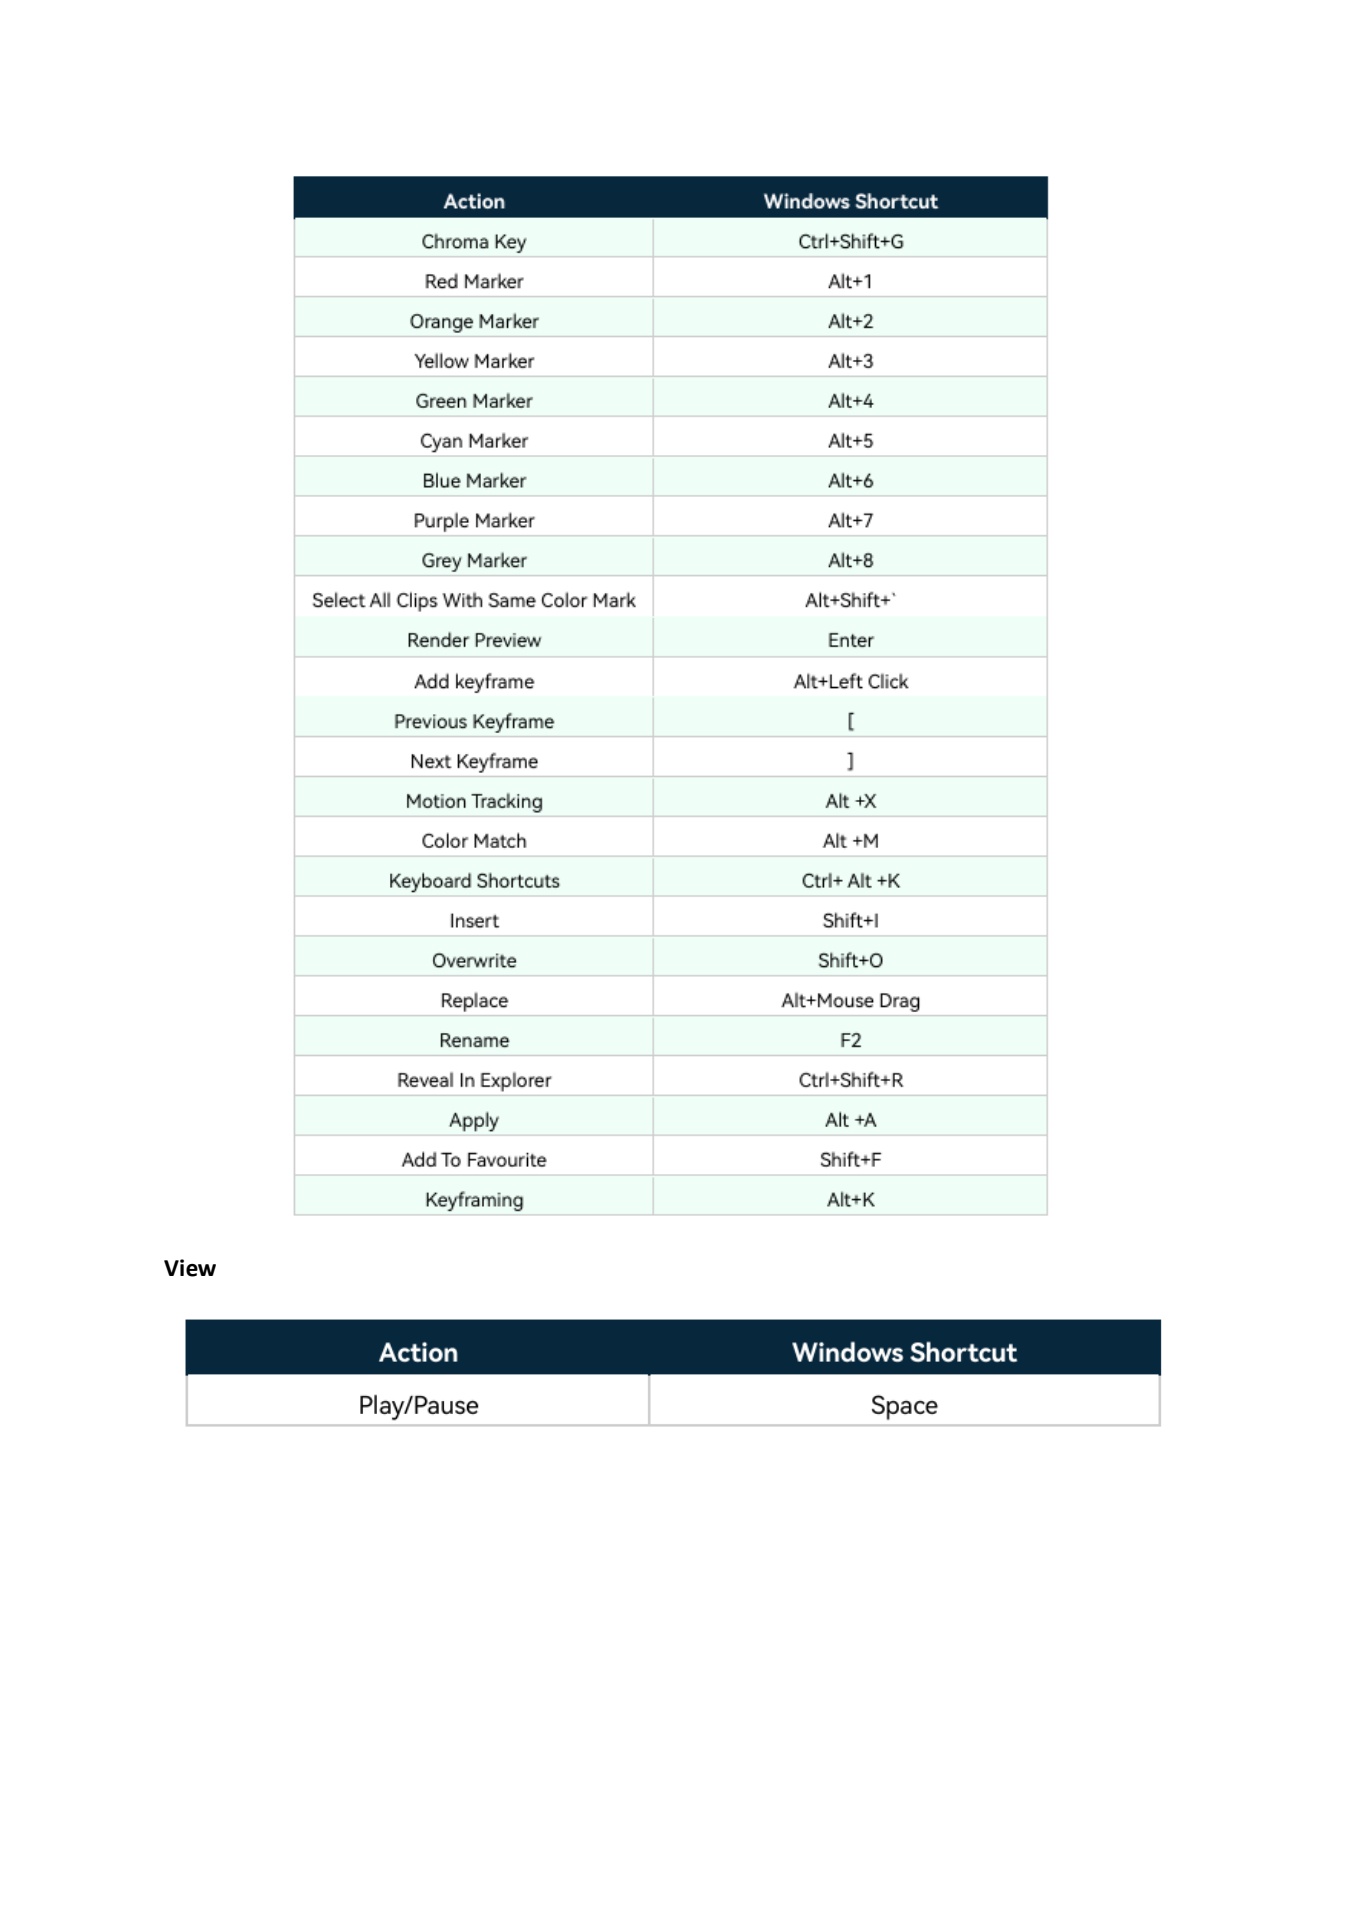 Action Windows Shortcut
Chroma Key Ctrl+Shift+G
Red Marker Alt+1
Orange Marker Alt+2
Yellow Marker Alt+3
Green Marker Alt+4
Cyan Marker Alt+5
Blue Marker Alt+6
Purple Marker Alt+7
Grey Marker Alt+8
Select All Clips With Same Color Mark Alt+Shift+`
Render Preview Enter
Add keyframe Alt+Left Click
Previous Keyframe [
Next Keyframe ]
Motion Tracking Alt +X
Color Match Alt +M
Keyboard Shortcuts Ctrl+ Alt +K
Insert Shift+I
Overwrite Shift+O
Replace Alt+Mouse Drag
Rename F2
Reveal In Explorer Ctrl+Shift+R
Apply Alt +A
Add To Favourite Shift+F
Keyframing Alt+K
View
Action Windows Shortcut
Play/Pause Space